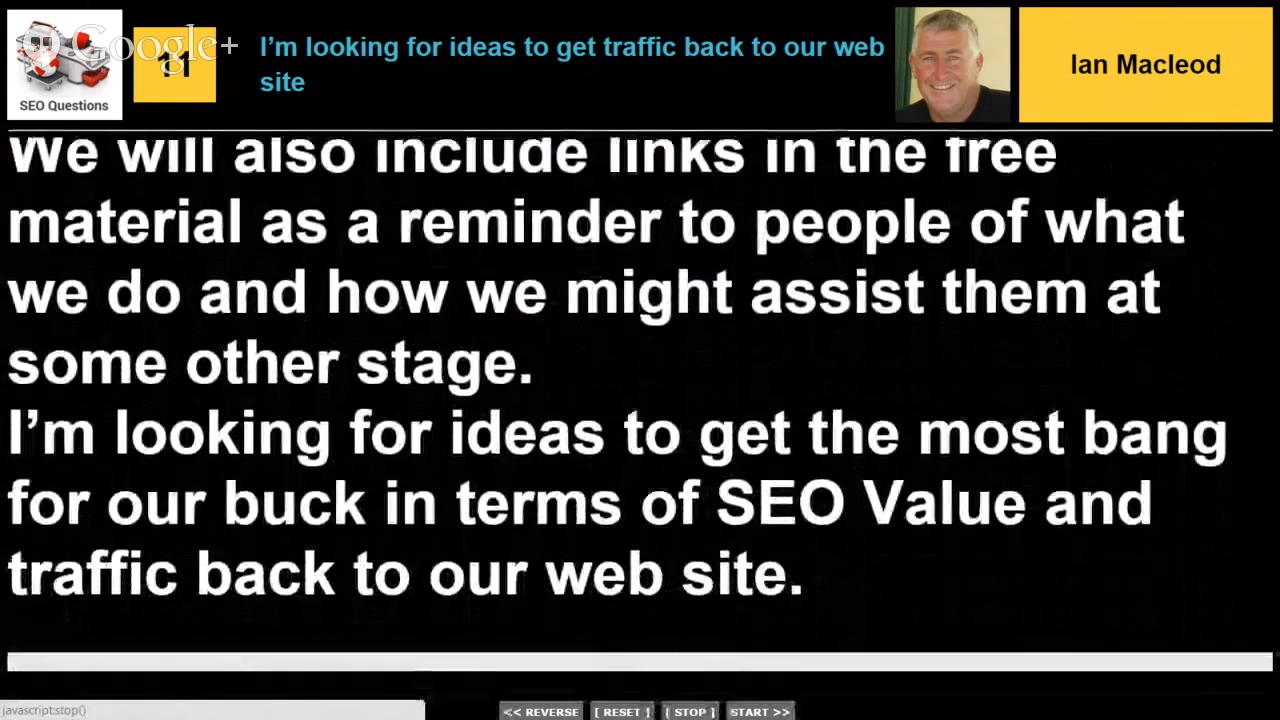 Google+
SEO Questions
11
I'm looking for ideas to get traffic back to our web
site
Ian Macleod
We will also include links in the free
material as a reminder to people of what
we do and how we might assist them at
some other stage.
I'm looking for ideas to get the most bang
for our buck in terms of SEO Value and
traffic back to our web site.
javascript:stop()
<< REVERSE [ RESET ] [ STOP ] START >>